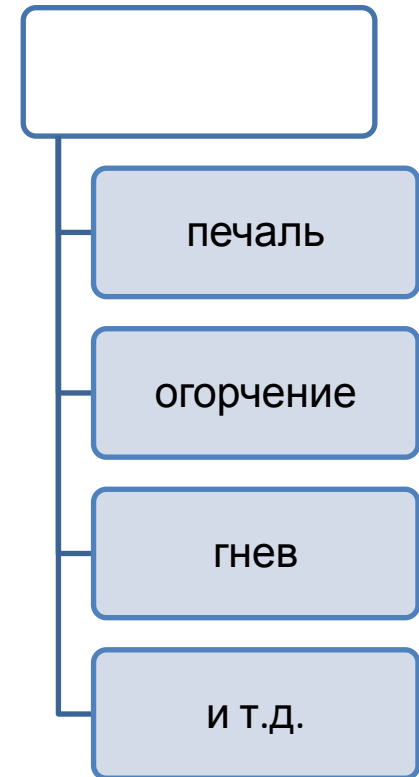 печаль
огорчение
гнев
и т.д.